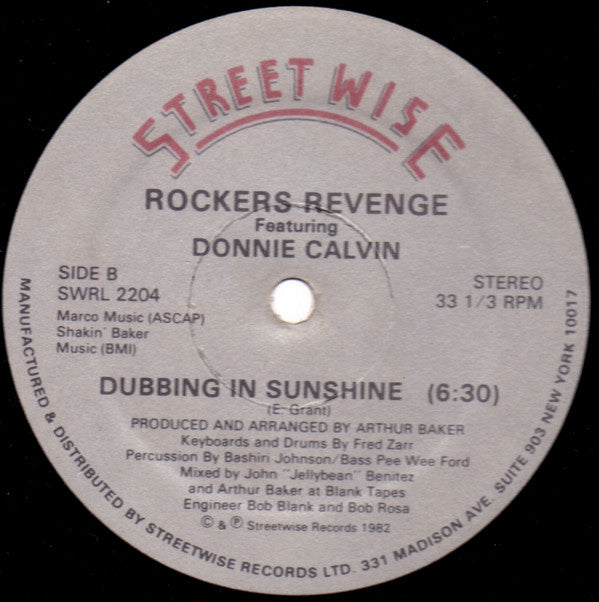 STREETWISE
ROCKERS REVENGE
Featuring
DONNIE CALVIN
SIDE B
SWRL 2204
STEREO
33 1/3 RPM
Marco Music (ASCAP)
Shakin' Baker
Music (BMI)
DUBBING IN SUNSHINE (6:30)
(E. Grant)
PRODUCED AND ARRANGED BY ARTHUR BAKER
Keyboards and Drums By Fred Zarr
Percussion By Bashiri Johnson/Bass Pee Wee Ford
Mixed by John "Jellybean" Benitez
and Arthur Baker at Blank Tapes
Engineer Bob Blank and Bob Rosa
© & ℗ Streetwise Records 1982
MANUFACTURED & DISTRIBUTED BY STREETWISE RECORDS LTD. 331 MADISON AVE. SUITE 903 NEW YORK 10017